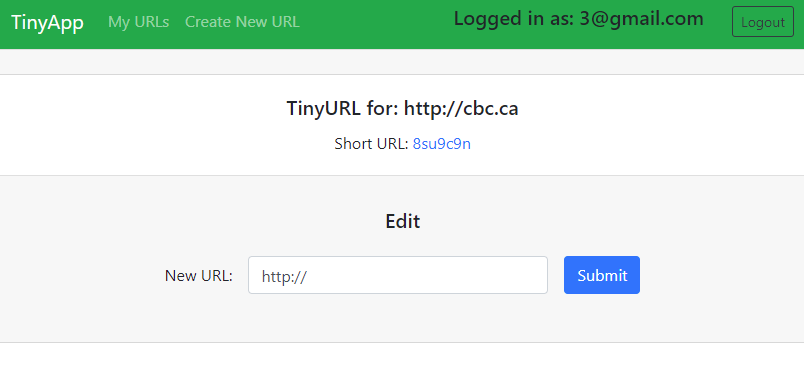 TinyApp My URLs Create New URL Logged in as: 3@gmail.com Logout
TinyURL for: http://cbc.ca
Short URL: 8su9c9n
Edit
New URL: http:// Submit